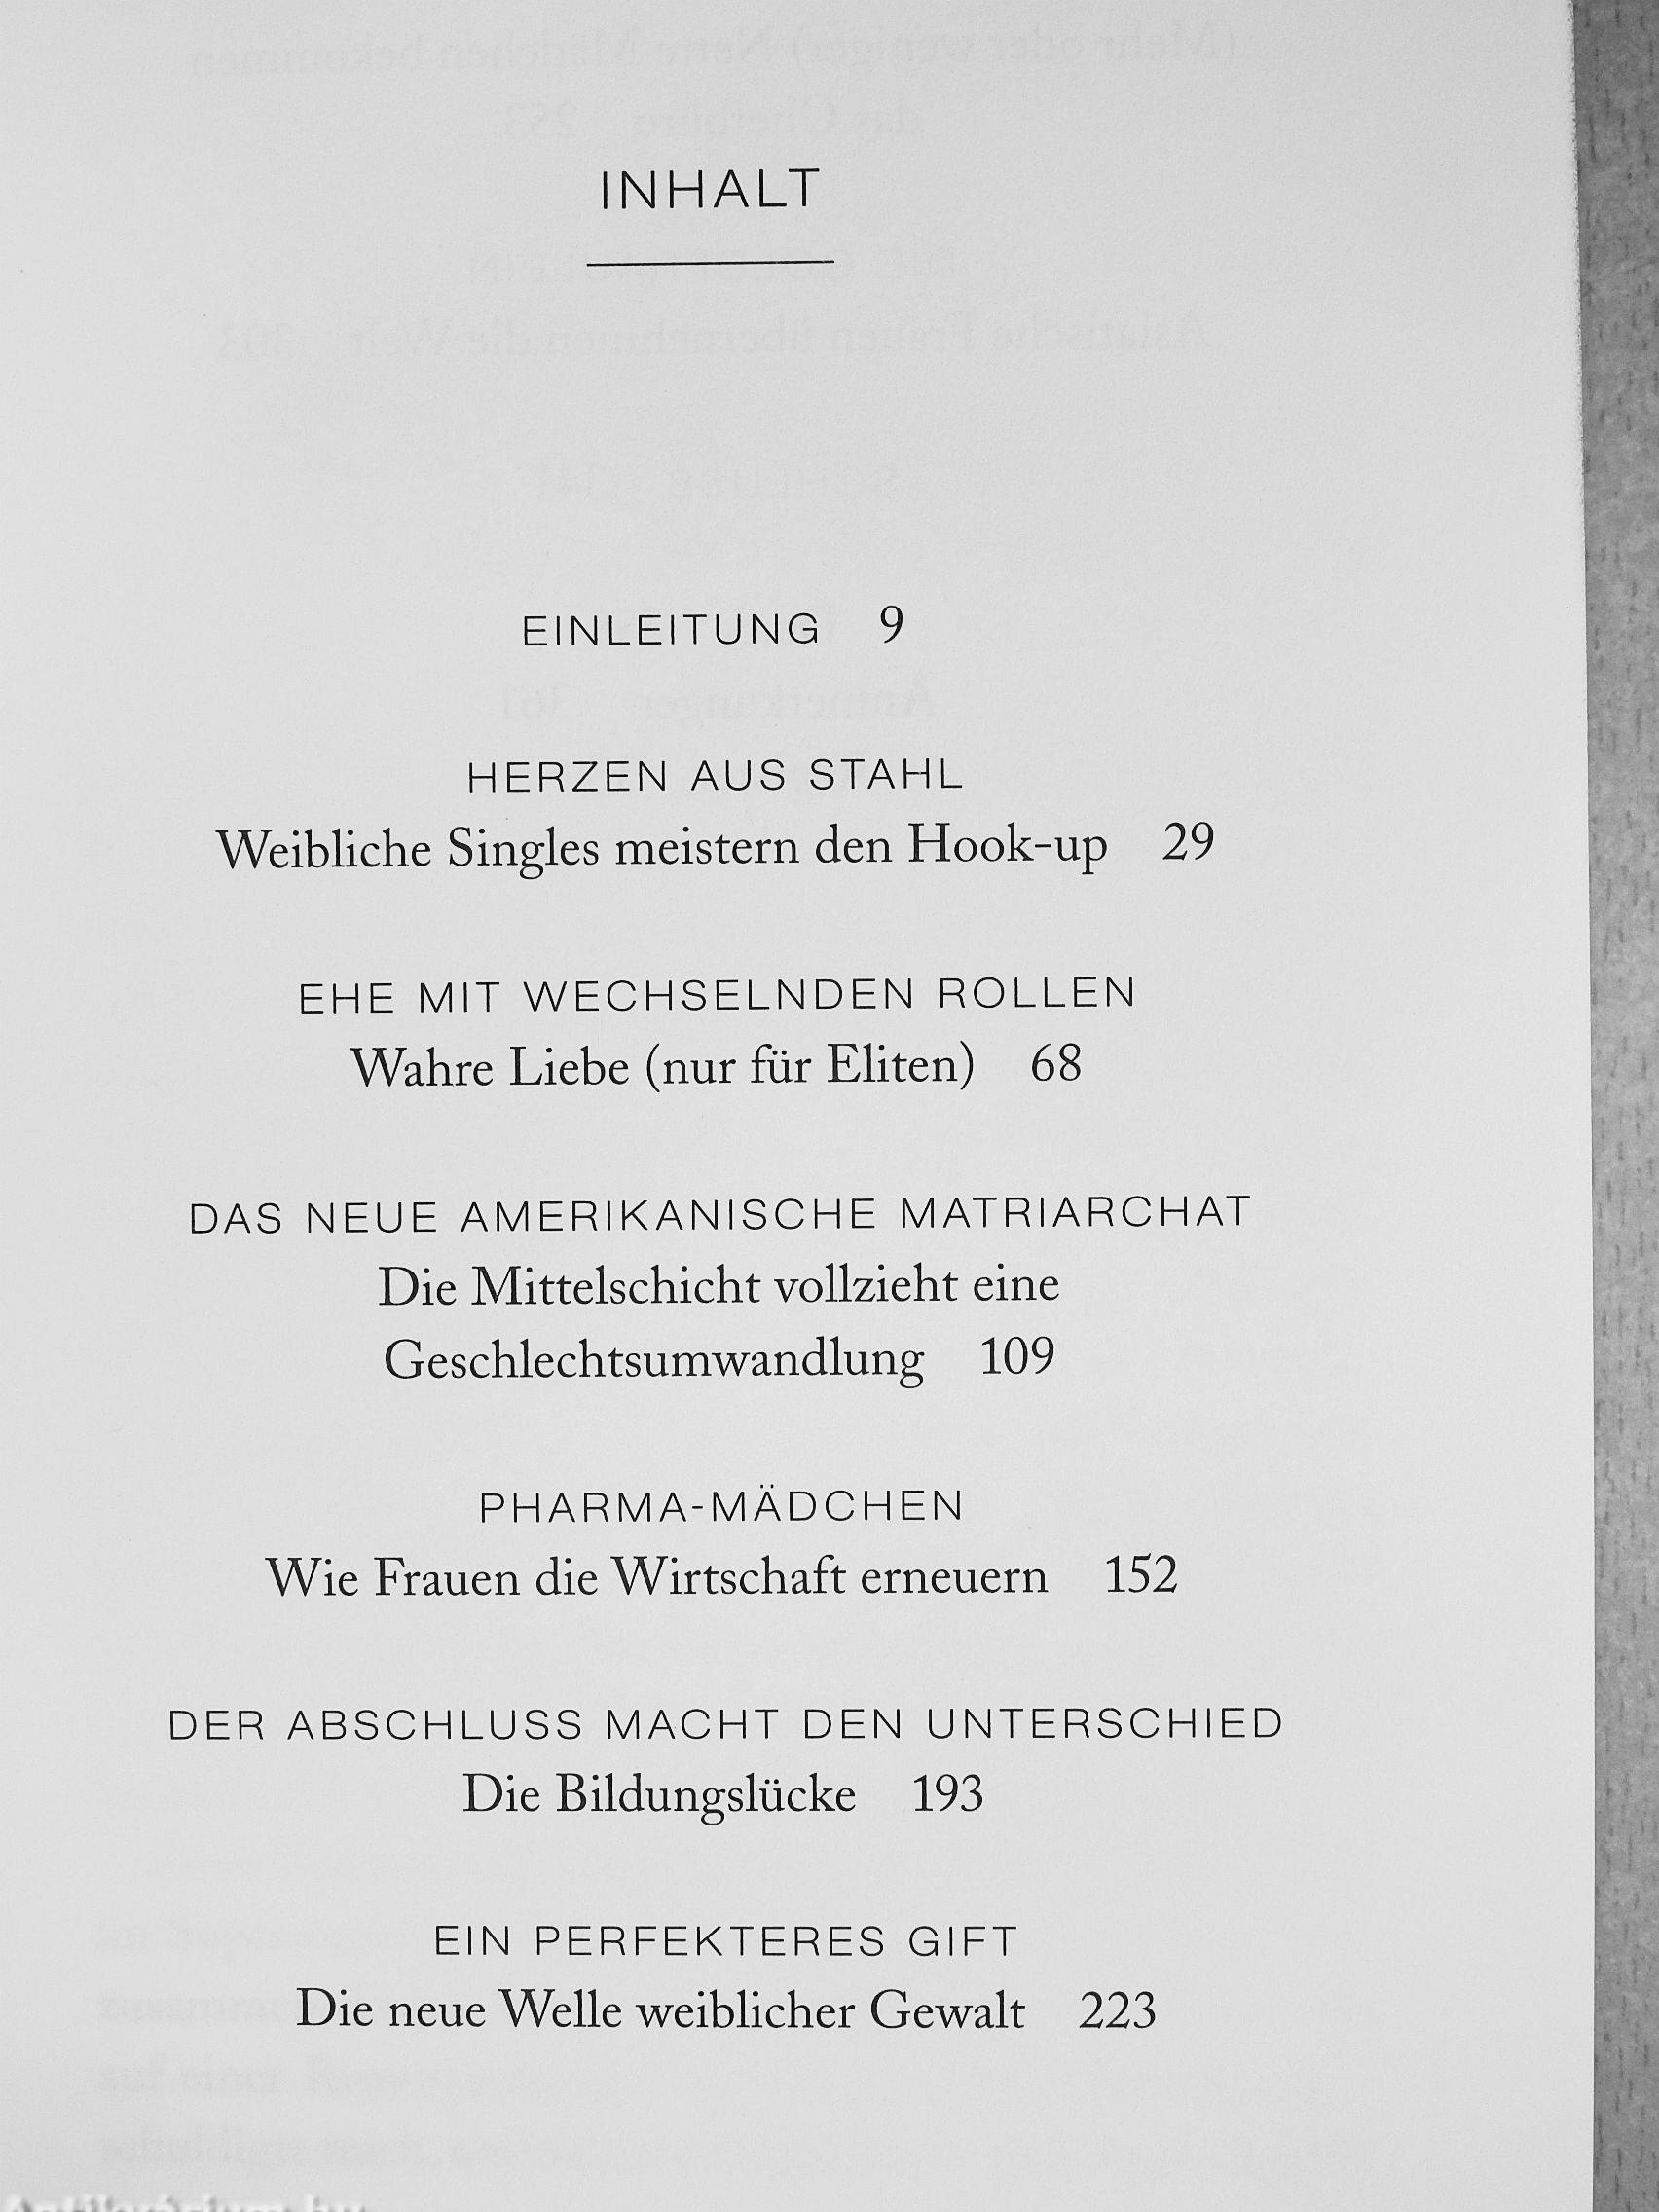 INHALT
EINLEITUNG 9
HERZEN AUS STAHL
Weibliche Singles meistern den Hook-up 29
EHE MIT WECHSELNDEN ROLLEN
Wahre Liebe (nur für Eliten) 68
DAS NEUE AMERIKANISCHE MATRIARCHAT
Die Mittelschicht vollzieht eine
Geschlechtsumwandlung 109
PHARMA-MÄDCHEN
Wie Frauen die Wirtschaft erneuern 152
DER ABSCHLUSS MACHT DEN UNTERSCHIED
Die Bildungslücke 193
EIN PERFEKTERES GIFT
Die neue Welle weiblicher Gewalt 223